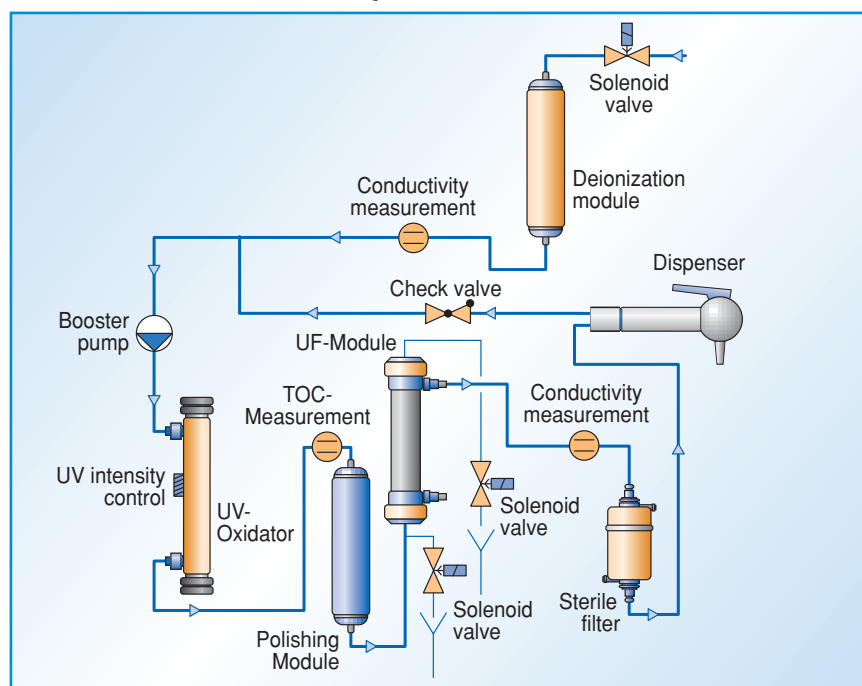 Solenoid
valve
Deionization
module
Conductivity
measurement
Dispenser
Check valve
Booster
pump
UF-Module
TOC-
Measurement
Conductivity
measurement
UV intensity
control
UV-
Oxidator
Solenoid
valve
Solenoid
valve
Sterile
filter
Polishing
Module